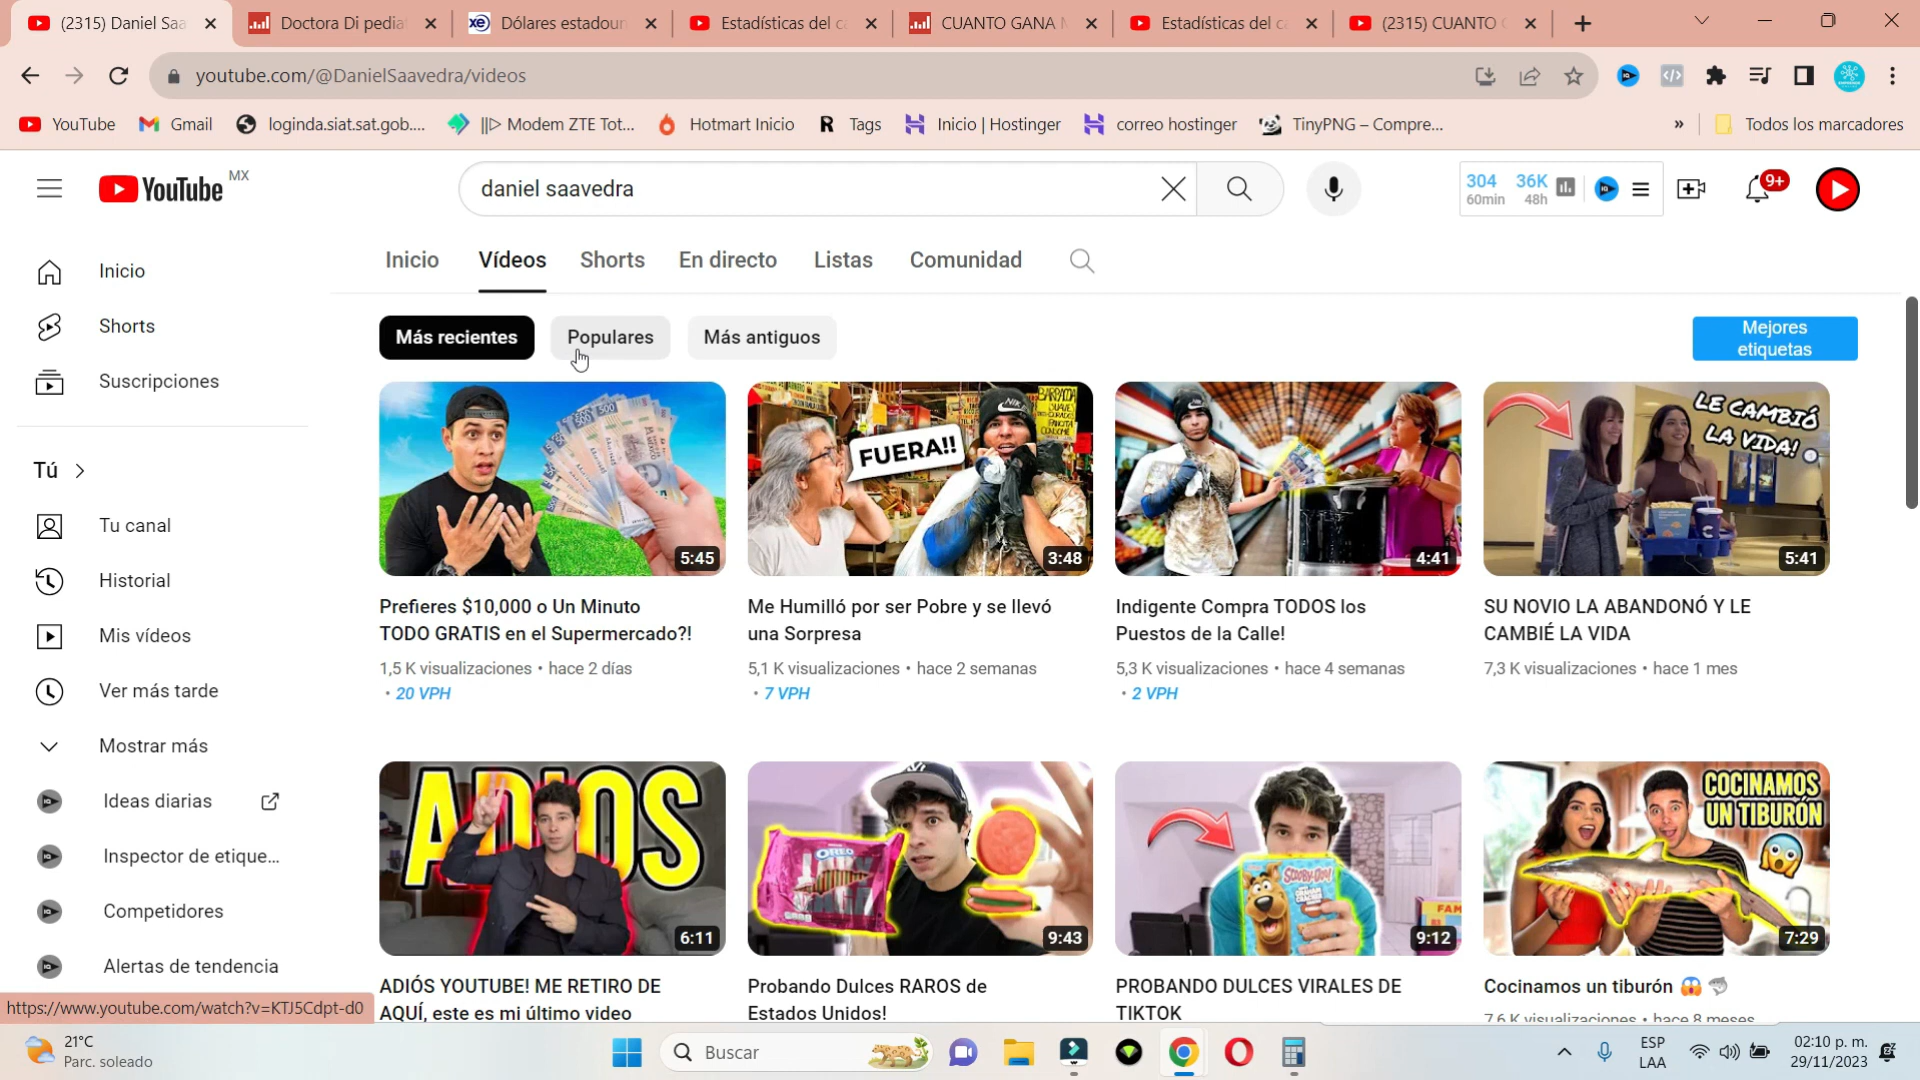 (2315) Daniel Saa
Doctora Di pedia
Dólares estadoun
Estadísticas del c
CUANTO GANA
Estadísticas del c
(2315) CUANTO
youtube.com/@DanielSaavedra/videos
YouTube
Gmail
loginda.siat.sat.gob....
||▷ Modem ZTE Tot...
Hotmart Inicio
Tags
Inicio | Hostinger
correo hostinger
TinyPNG – Compre...
»
Todos los marcadores
YouTube MX
daniel saavedra
304 36K
60min 48h
9+
Inicio
Shorts
Suscripciones
Tú
Tu canal
Historial
Mis vídeos
Ver más tarde
Mostrar más
Ideas diarias
Inspector de etique...
Competidores
Alertas de tendencia
Inicio Vídeos Shorts En directo Listas Comunidad
Más recientes Populares Más antiguos
Mejores
etiquetas
5:45
Prefieres $10,000 o Un Minuto
TODO GRATIS en el Supermercado?!
1,5 K visualizaciones • hace 2 días
• 20 VPH
FUERA!!
3:48
Me Humilló por ser Pobre y se llevó
una Sorpresa
5,1 K visualizaciones • hace 2 semanas
• 7 VPH
4:41
Indigente Compra TODOS los
Puestos de la Calle!
5,3 K visualizaciones • hace 4 semanas
• 2 VPH
LE CAMBIÓ
LA VIDA!
5:41
SU NOVIO LA ABANDONÓ Y LE
CAMBIÉ LA VIDA
7,3 K visualizaciones • hace 1 mes
ADIOS
6:11
ADIÓS YOUTUBE! ME RETIRO DE
AQUÍ, este es mi último video
OREO
9:43
Probando Dulces RAROS de
Estados Unidos!
SCOOBY-DOO!
9:12
PROBANDO DULCES VIRALES DE
TIKTOK
COCINAMOS
UN TIBURÓN
7:29
Cocinamos un tiburón 😱 🦈
7,6 K visualizaciones • hace 8 meses
https://www.youtube.com/watch?v=KTJ5Cdpt-d0
21°C
Parc. soleado
Buscar
ESP
LAA
02:10 p. m.
29/11/2023